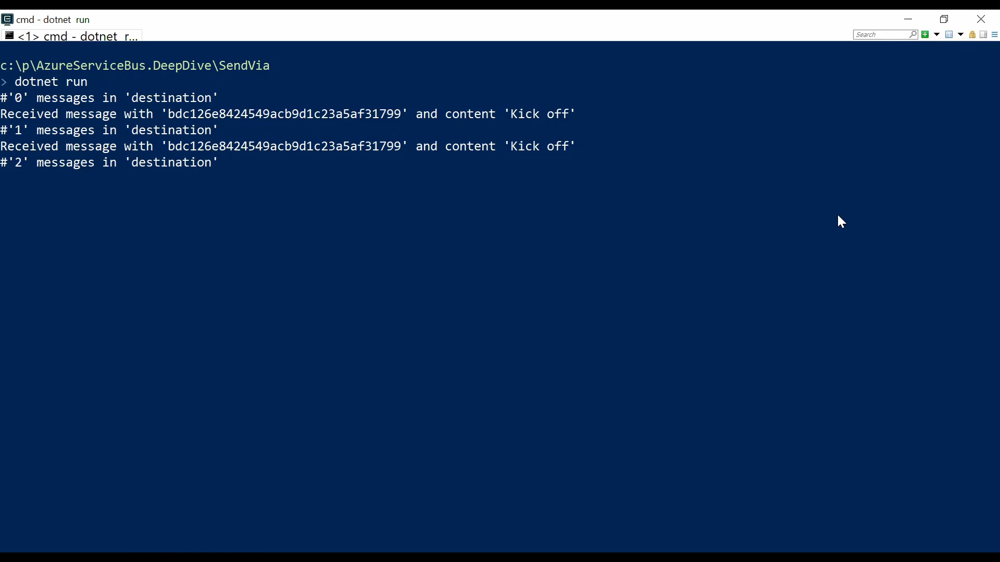 cmd - dotnet  run
<1> cmd - dotnet  r...
Search
c:\p\AzureServiceBus.DeepDive\SendVia
> dotnet run
#'0' messages in 'destination'
Received message with 'bdc126e8424549acb9d1c23a5af31799' and content 'Kick off'
#'1' messages in 'destination'
Received message with 'bdc126e8424549acb9d1c23a5af31799' and content 'Kick off'
#'2' messages in 'destination'